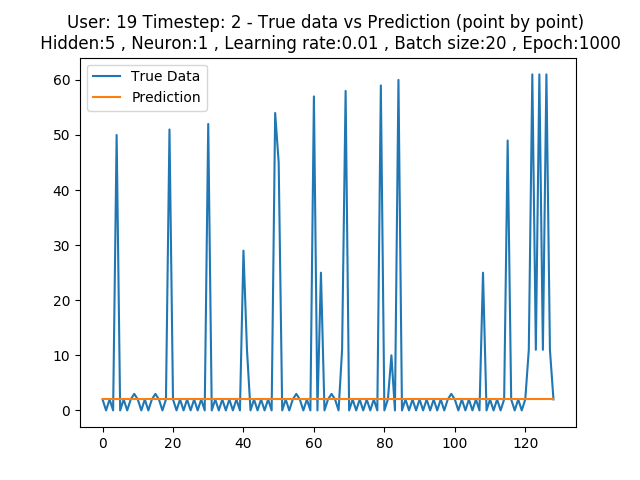 User: 19 Timestep: 2 - True data vs Prediction (point by point)
Hidden:5 , Neuron:1 , Learning rate:0.01 , Batch size:20 , Epoch:1000
True Data
Prediction
60
50
40
30
20
10
0
0 20 40 60 80 100 120